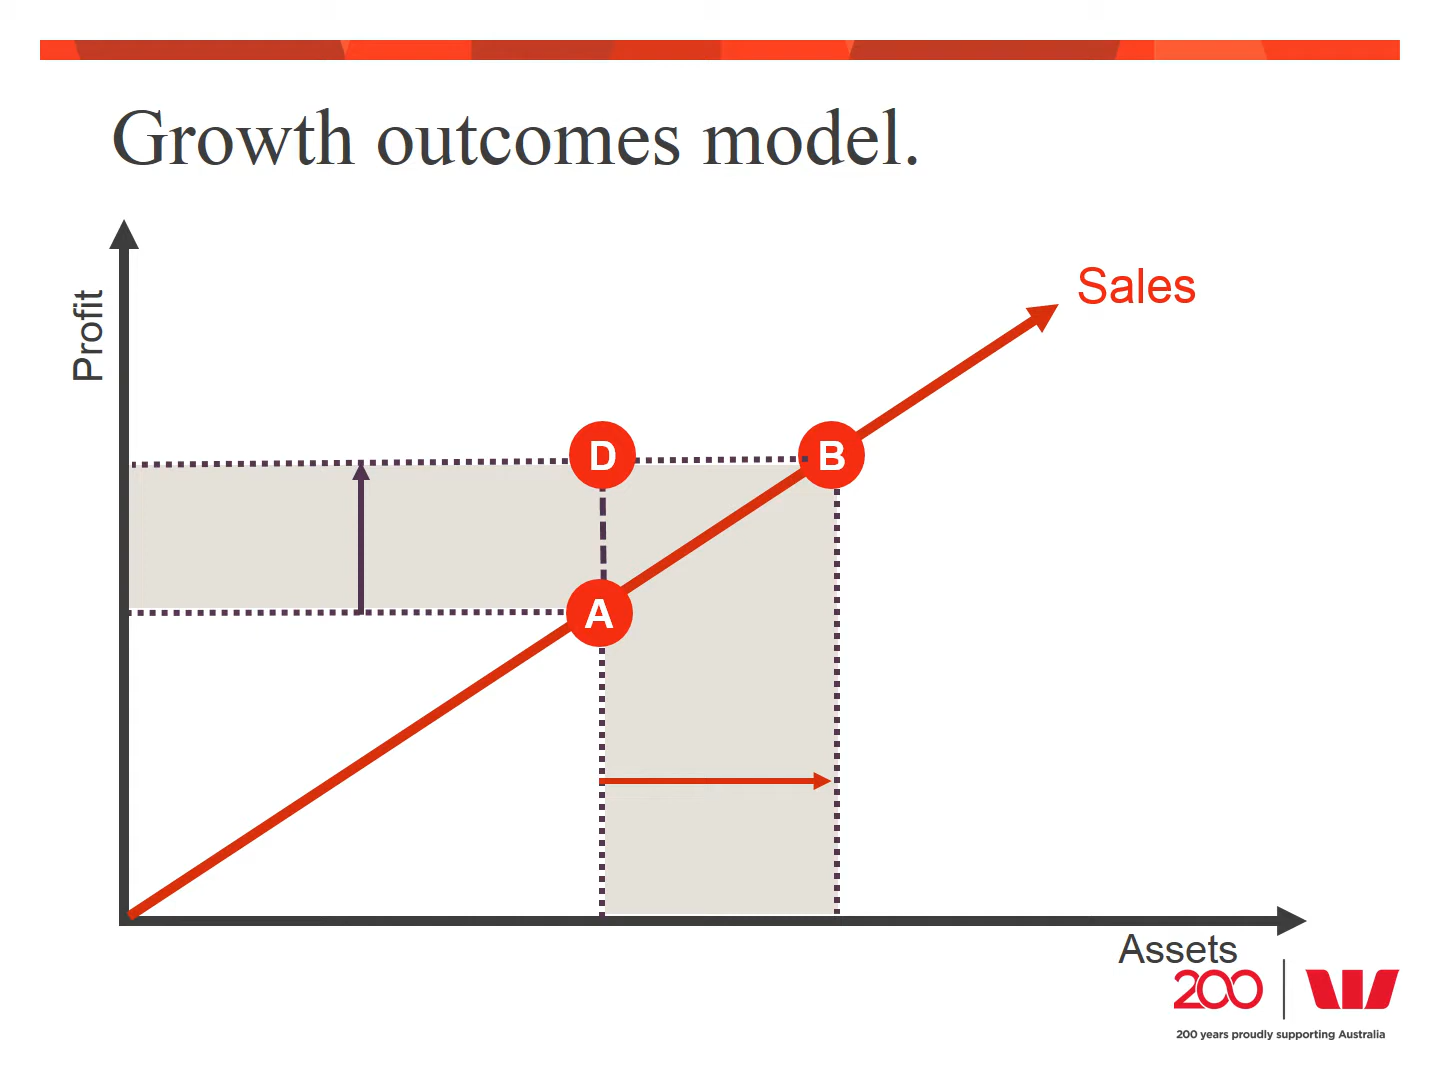 Growth outcomes model.
Profit
Sales
D
B
A
Assets
200
200 years proudly supporting Australia